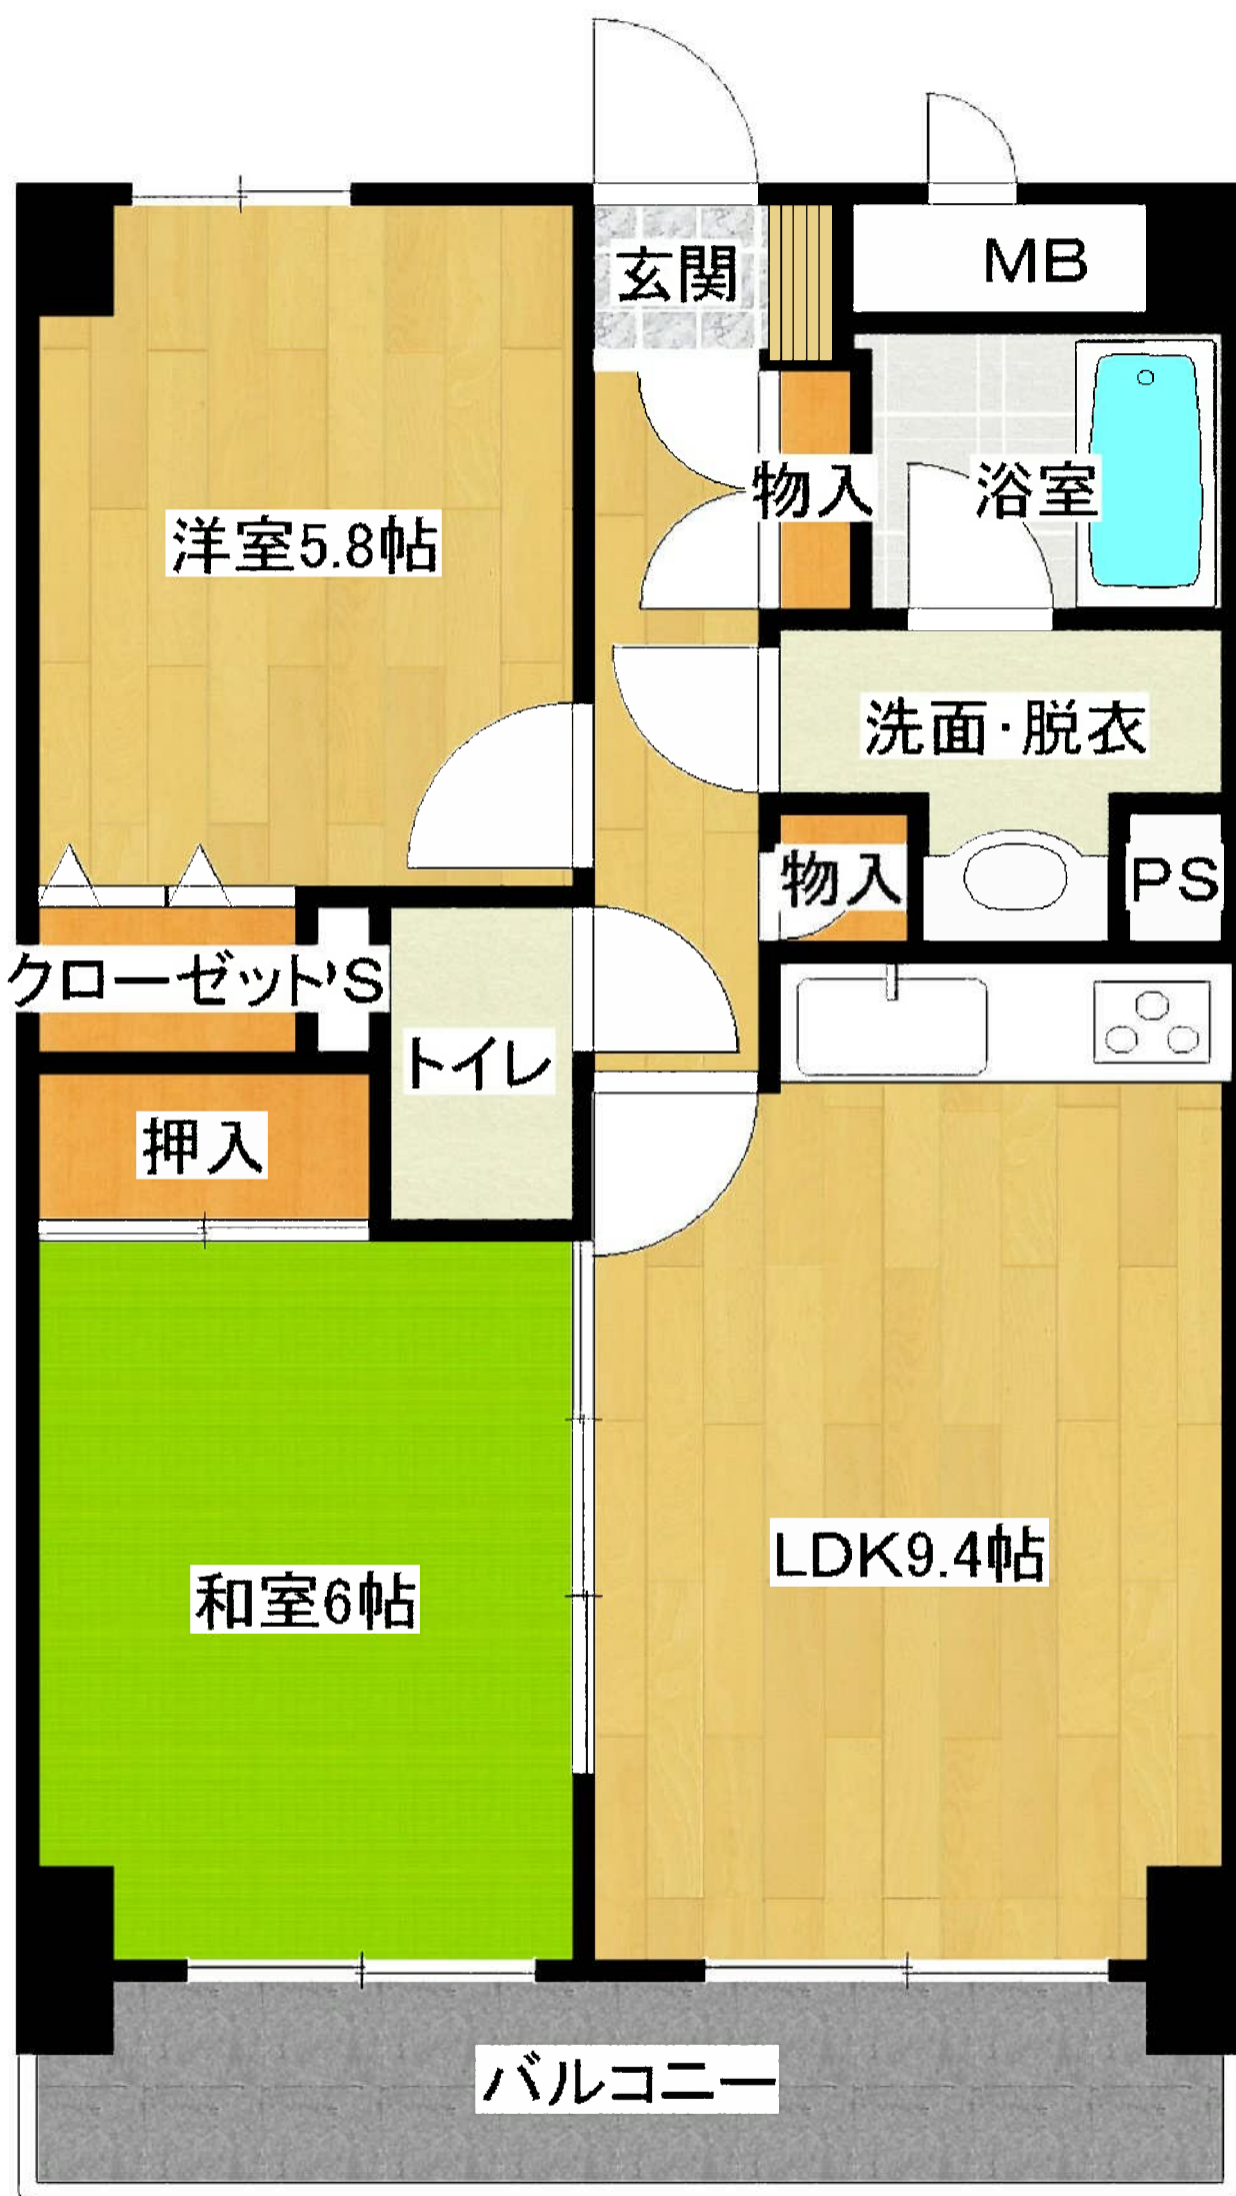 玄関
MB
物入
浴室
洋室5.8帖
洗面・脱衣
物入
PS
クローゼット
S
トイレ
押入
LDK9.4帖
和室6帖
バルコニー